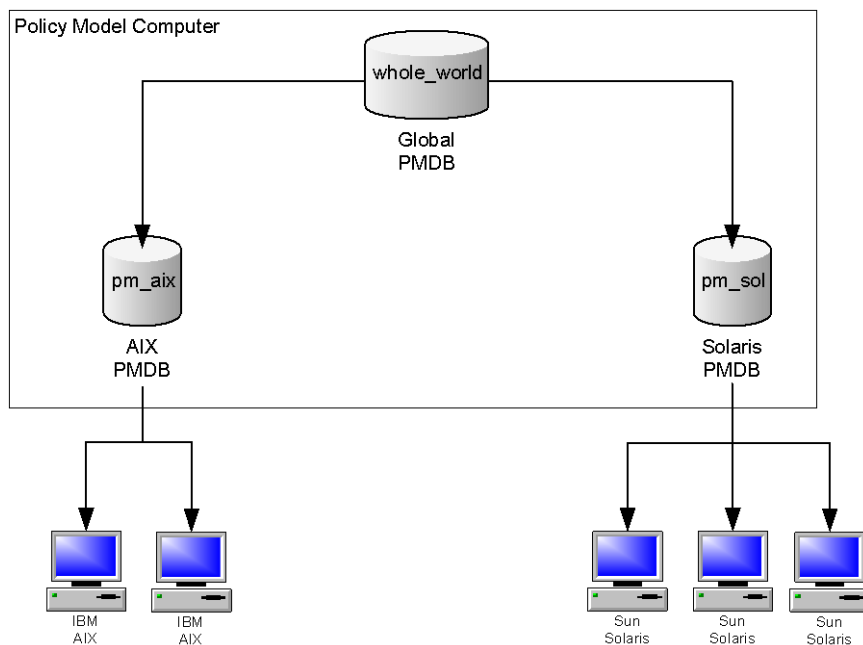 Policy Model Computer
whole_world
Global
PMDB
pm_aix
pm_sol
AIX
PMDB
Solaris
PMDB
IBM
AIX
IBM
AIX
Sun
Solaris
Sun
Solaris
Sun
Solaris